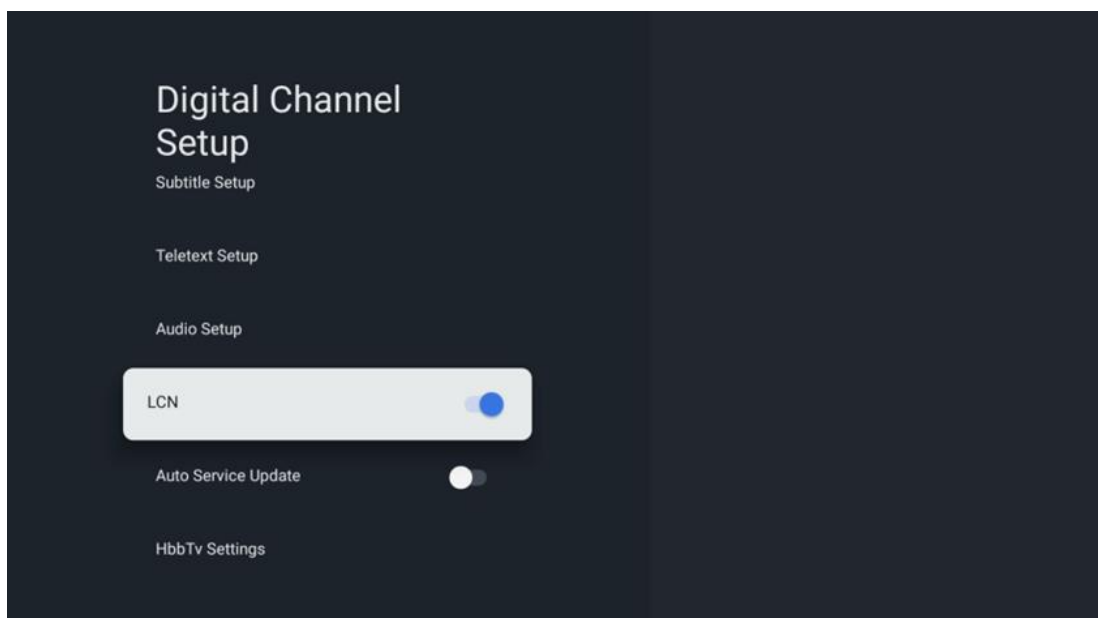 Digital Channel
Setup
Subtitle Setup
Teletext Setup
Audio Setup
LCN
Auto Service Update
HbbTv Settings